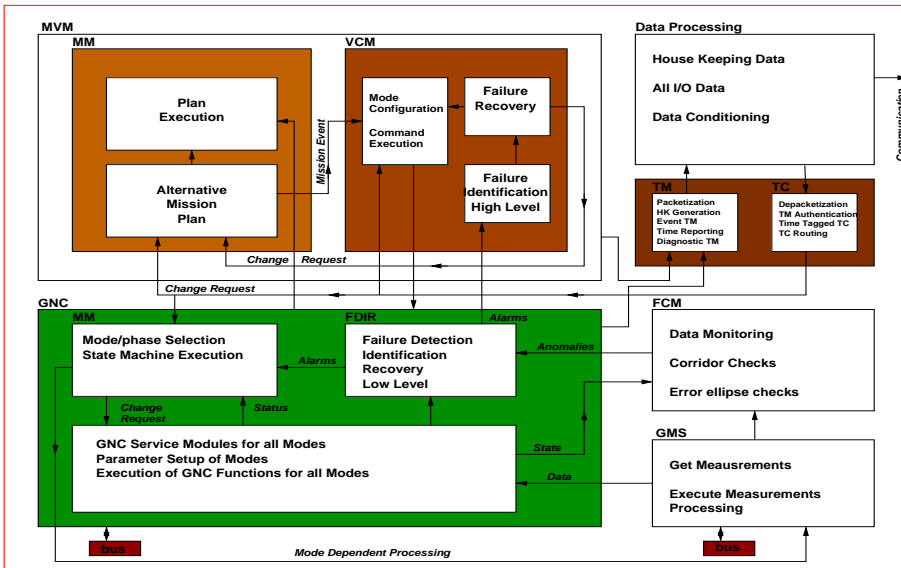 MVM
MM
Plan
Execution
Alternative
Mission
Plan
Mission Event
VCM
Mode
Configuration
Command
Execution
Failure
Recovery
Failure
Identification
High Level
Change Request
Change Request
Data Processing
House Keeping Data
All I/O Data
Data Conditioning
Communication
TM
Packetization
HK Generation
Event TM
Time Reporting
Diagnostic TM
TC
Depacketization
TM Authentication
Time Tagged TC
TC Routing
GNC
MM
Mode/phase Selection
State Machine Execution
Alarms
FDIR
Alarms
Failure Detection
Identification
Recovery
Low Level
Anomalies
Change
Request
Status
GNC Service Modules for all Modes
Parameter Setup of Modes
Execution of GNC Functions for all Modes
State
Data
FCM
Data Monitoring
Corridor Checks
Error ellipse checks
GMS
Get Meausrements
Execute Measurements
Processing
bus
bus
Mode Dependent Processing